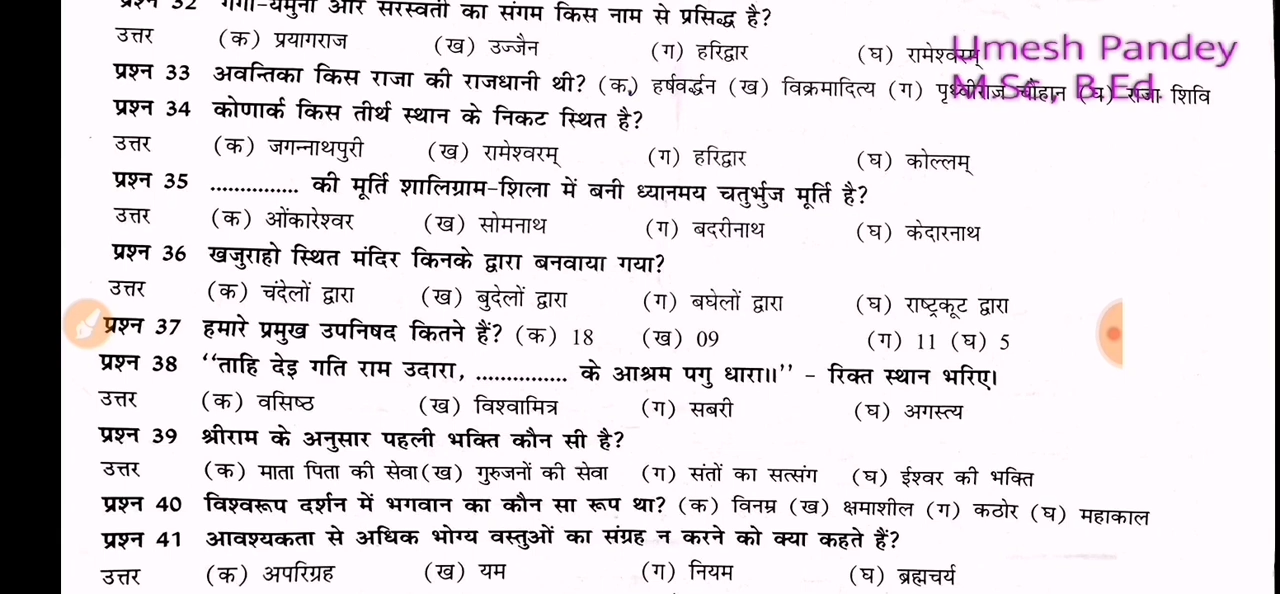 प्रश्न 32 गंगा-यमुना और सरस्वती का संगम किस नाम से प्रसिद्ध है?
उत्तर (क) प्रयागराज (ख) उज्जैन (ग) हरिद्वार (घ) रामेश्वरम्
Umesh Pandey
प्रश्न 33 अवन्तिका किस राजा की राजधानी थी? (क) हर्षवर्द्धन (ख) विक्रमादित्य (ग) पृथ्वीराज चौहान (घ) राजा शिवि
M.Sc, B.Ed.
प्रश्न 34 कोणार्क किस तीर्थ स्थान के निकट स्थित है?
उत्तर (क) जगन्नाथपुरी (ख) रामेश्वरम् (ग) हरिद्वार (घ) कोल्लम्
प्रश्न 35 ............... की मूर्ति शालिग्राम-शिला में बनी ध्यानमय चतुर्भुज मूर्ति है?
उत्तर (क) ओंकारेश्वर (ख) सोमनाथ (ग) बदरीनाथ (घ) केदारनाथ
प्रश्न 36 खजुराहो स्थित मंदिर किनके द्वारा बनवाया गया?
उत्तर (क) चंदेलों द्वारा (ख) बुदेलों द्वारा (ग) बघेलों द्वारा (घ) राष्ट्रकूट द्वारा
प्रश्न 37 हमारे प्रमुख उपनिषद कितने हैं? (क) 18 (ख) 09 (ग) 11 (घ) 5
प्रश्न 38 ‘‘ताहि देइ गति राम उदारा, ............... के आश्रम पगु धारा॥’’ - रिक्त स्थान भरिए।
उत्तर (क) वसिष्ठ (ख) विश्वामित्र (ग) सबरी (घ) अगस्त्य
प्रश्न 39 श्रीराम के अनुसार पहली भक्ति कौन सी है?
उत्तर (क) माता पिता की सेवा (ख) गुरुजनों की सेवा (ग) संतों का सत्संग (घ) ईश्वर की भक्ति
प्रश्न 40 विश्वरूप दर्शन में भगवान का कौन सा रूप था? (क) विनम्र (ख) क्षमाशील (ग) कठोर (घ) महाकाल
प्रश्न 41 आवश्यकता से अधिक भोग्य वस्तुओं का संग्रह न करने को क्या कहते हैं?
उत्तर (क) अपरिग्रह (ख) यम (ग) नियम (घ) ब्रह्मचर्य